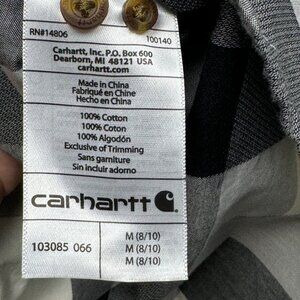 RN#14806 100140
Carhartt, Inc. P.O. Box 600
Dearborn, MI 48121 USA
carhartt.com
Made in China
Fabriqué en Chine
Hecho en China
100% Cotton
100% Coton
100% Algodón
Exclusive of Trimming
Sans garniture
Sin incluir adorno
carhartt
103085 066
M (8/10)
M (8/10)
M (8/10)